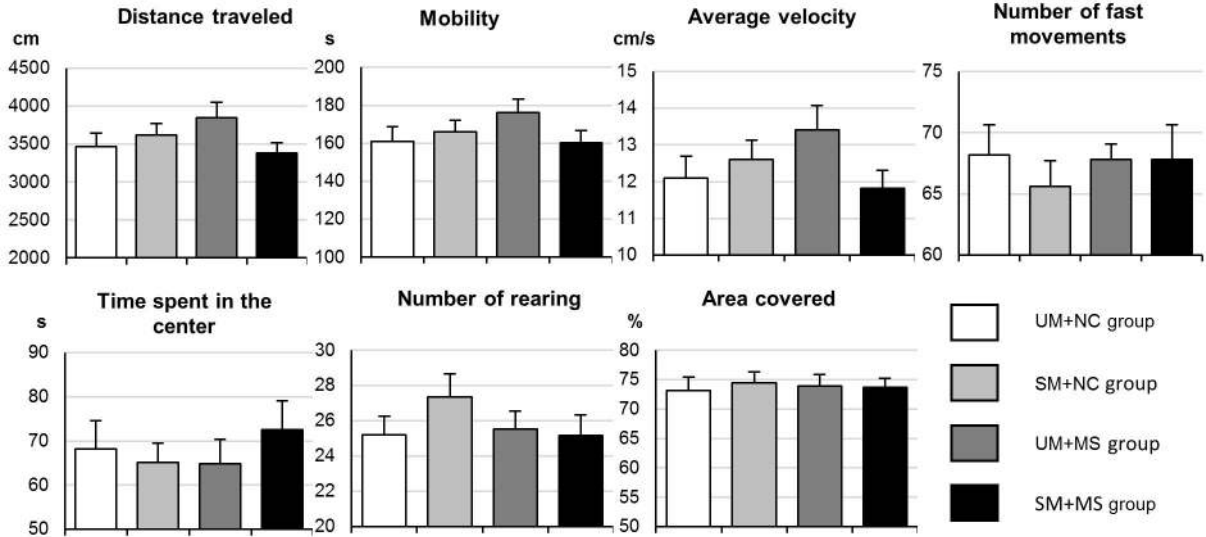 Distance traveled
cm
4500
4000
3500
3000
2500
2000
Mobility
s
200
180
160
140
120
100
Average velocity
cm/s
15
14
13
12
11
10
Number of fast
movements
75
70
65
60
Time spent in the
center
s
90
80
70
60
50
Number of rearing
30
28
26
24
22
20
Area covered
%
80
75
70
65
60
55
50
UM+NC group
SM+NC group
UM+MS group
SM+MS group